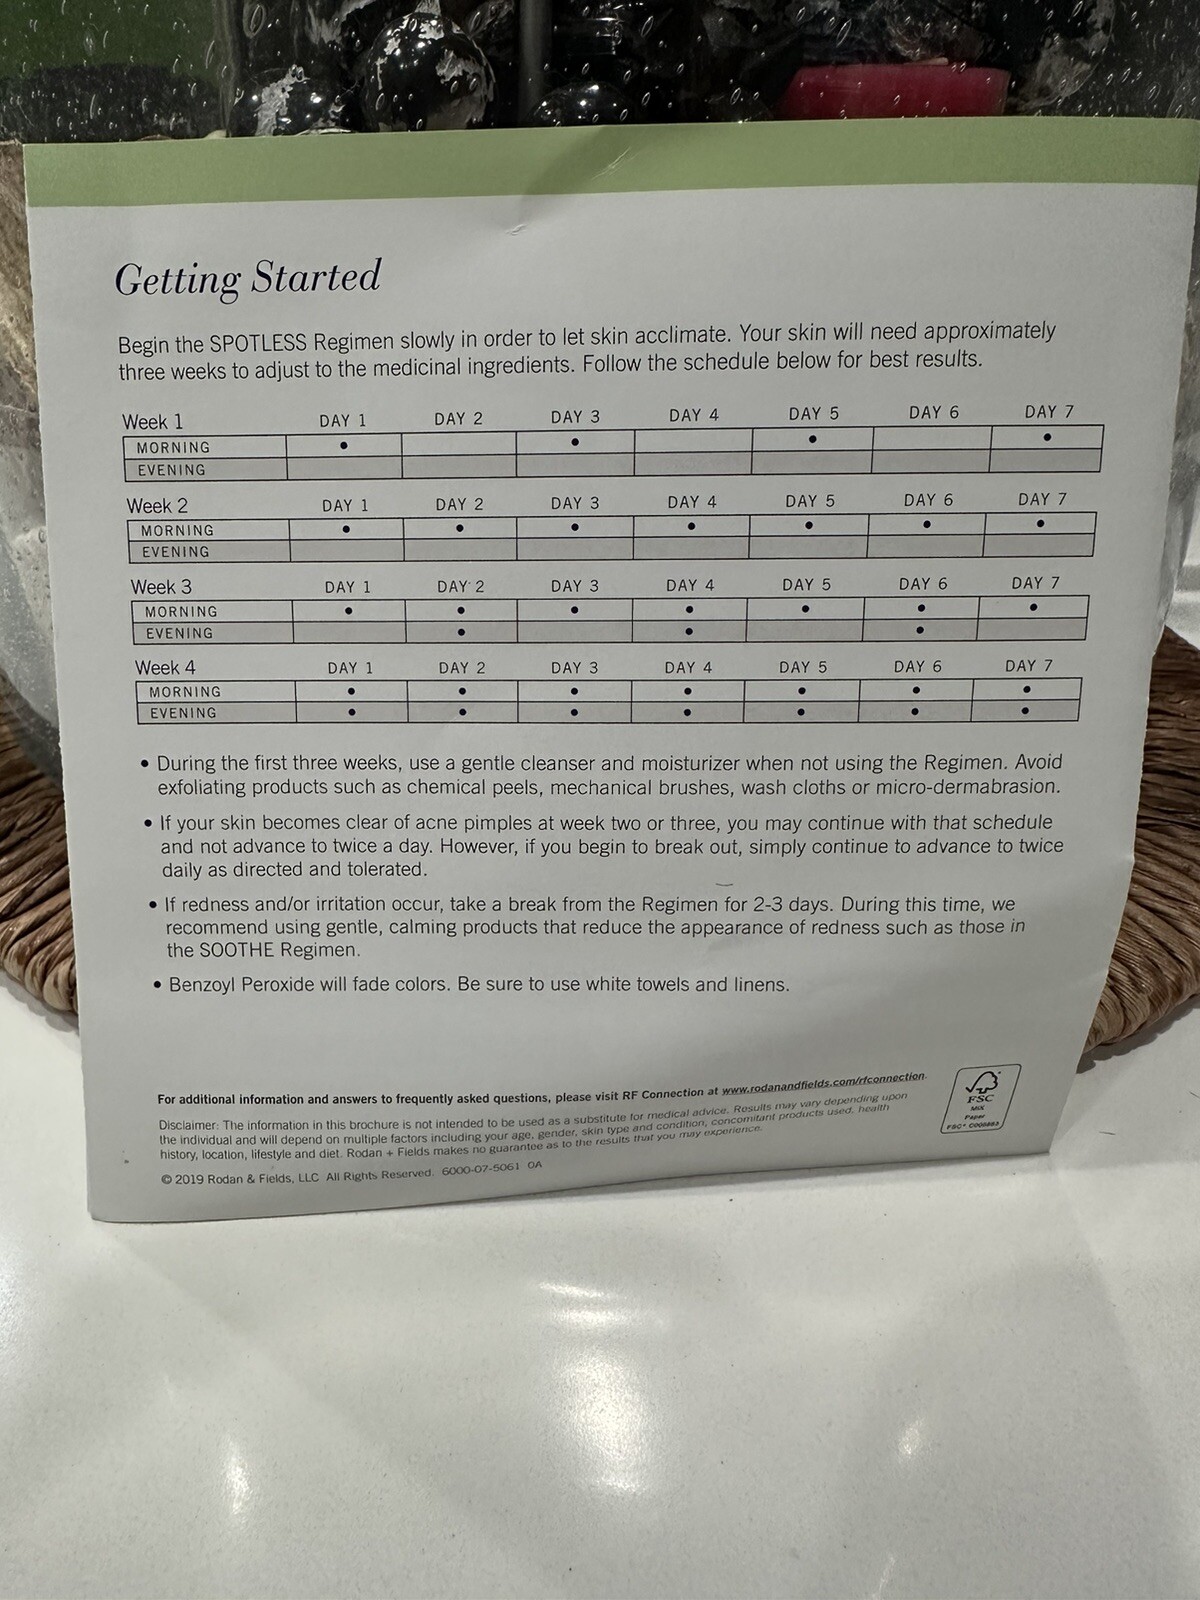 Getting Started
Begin the SPOTLESS Regimen slowly in order to let skin acclimate. Your skin will need approximately
three weeks to adjust to the medicinal ingredients. Follow the schedule below for best results.
Week 1 DAY 1 DAY 2 DAY 3 DAY 4 DAY 5 DAY 6 DAY 7
MORNING • • • •
EVENING
Week 2 DAY 1 DAY 2 DAY 3 DAY 4 DAY 5 DAY 6 DAY 7
MORNING • • • • • • •
EVENING
Week 3 DAY 1 DAY 2 DAY 3 DAY 4 DAY 5 DAY 6 DAY 7
MORNING • • • • • • •
EVENING • • •
Week 4 DAY 1 DAY 2 DAY 3 DAY 4 DAY 5 DAY 6 DAY 7
MORNING • • • • • • •
EVENING • • • • • • •
• During the first three weeks, use a gentle cleanser and moisturizer when not using the Regimen. Avoid
exfoliating products such as chemical peels, mechanical brushes, wash cloths or micro-dermabrasion.
• If your skin becomes clear of acne pimples at week two or three, you may continue with that schedule
and not advance to twice a day. However, if you begin to break out, simply continue to advance to twice
daily as directed and tolerated.
• If redness and/or irritation occur, take a break from the Regimen for 2-3 days. During this time, we
recommend using gentle, calming products that reduce the appearance of redness such as those in
the SOOTHE Regimen.
• Benzoyl Peroxide will fade colors. Be sure to use white towels and linens.
For additional information and answers to frequently asked questions, please visit RF Connection at www.rodanandfields.com/rfconnection.
Disclaimer: The information in this brochure is not intended to be used as a substitute for medical advice. Results may vary depending upon
the individual and will depend on multiple factors including your age, gender, skin type and condition, concomitant products used, health
history, location, lifestyle and diet. Rodan + Fields makes no guarantee as to the results that you may experience.
© 2019 Rodan & Fields, LLC All Rights Reserved. 6000-07-5061 0A
FSC
MIX
Paper